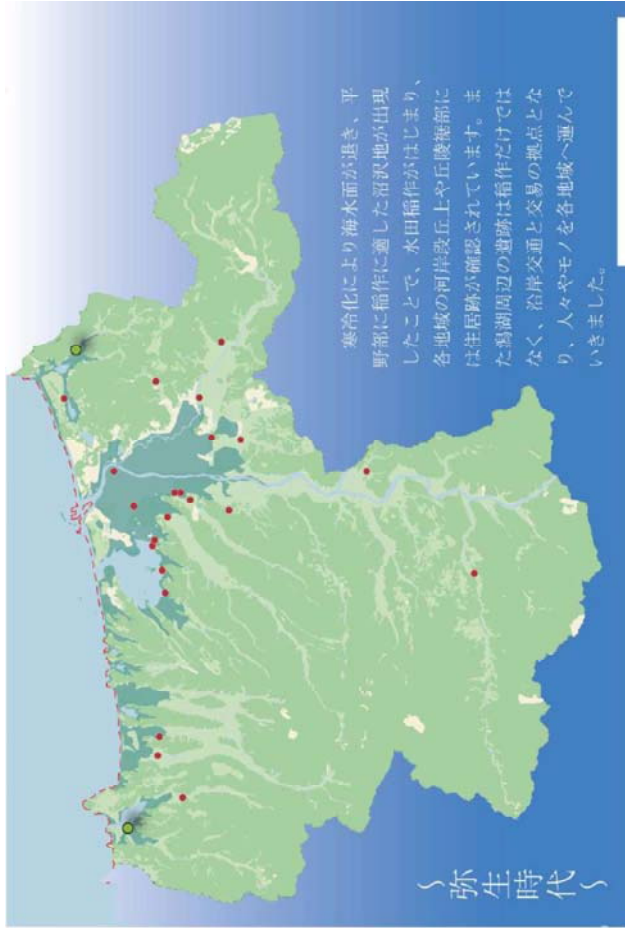 ～弥生時代～
寒冷化により海水面が退き、平
野部に稲作に適した沼沢地が出現
したことで、水田稲作がはじまり、
各地域の河岸段丘上や丘陵裾部に
は住居跡が確認されています。ま
た潟湖周辺の遺跡は稲作だけでは
なく、沿岸交通と交易の拠点とな
り、人々やモノを各地域へ運んで
いきました。